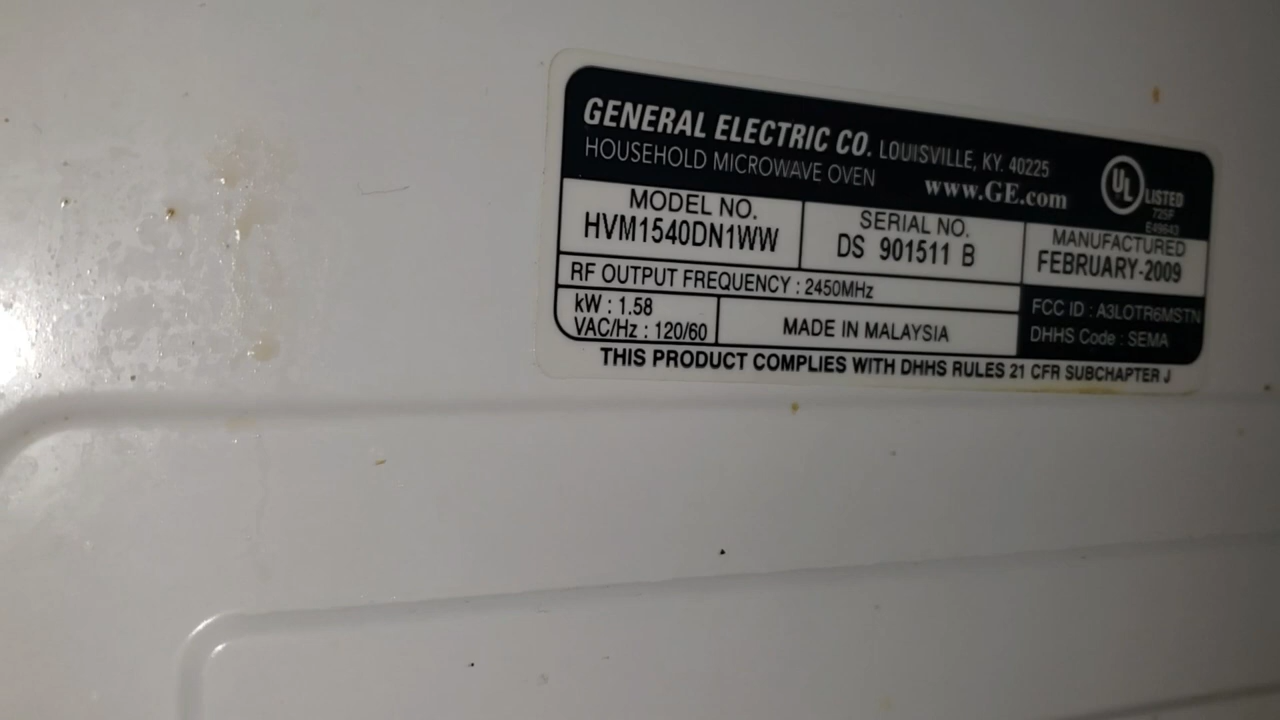 GENERAL ELECTRIC CO. LOUISVILLE, KY. 40225
HOUSEHOLD MICROWAVE OVEN
www.GE.com
UL LISTED
725F
E49643
MODEL NO.
HVM1540DN1WW
SERIAL NO.
DS 901511 B
MANUFACTURED
FEBRUARY-2009
RF OUTPUT FREQUENCY : 2450MHz
kW : 1.58
VAC/Hz : 120/60
MADE IN MALAYSIA
FCC ID : A3LOTR6MSTN
DHHS Code : SEMA
THIS PRODUCT COMPLIES WITH DHHS RULES 21 CFR SUBCHAPTER J